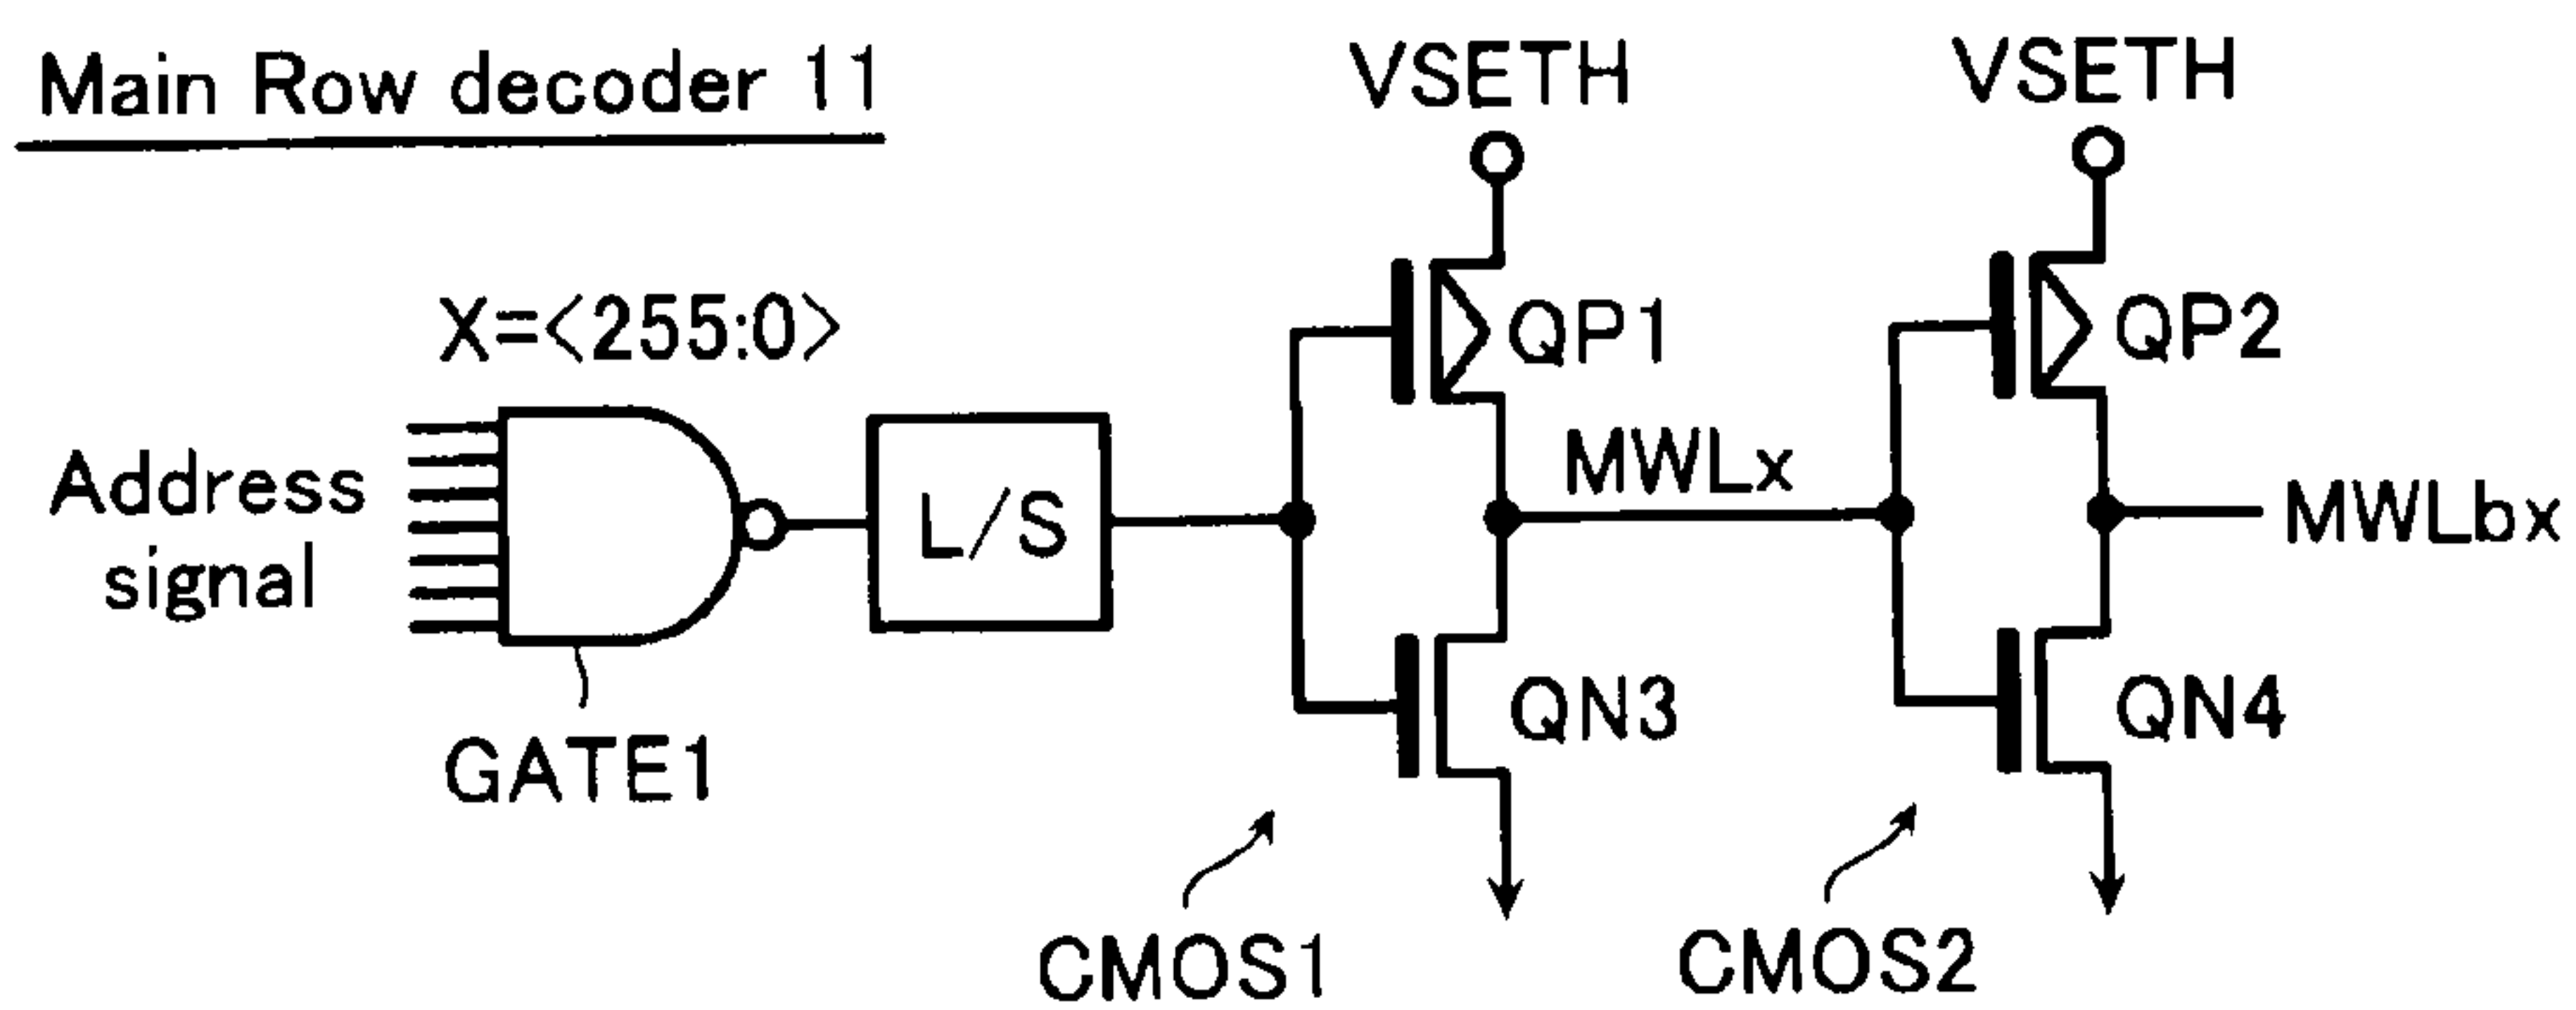 Main Row decoder 11
VSETH
VSETH
X=<255:0>
QP1
QP2
Address
signal
L/S
MWLx
MWLbx
GATE1
QN3
QN4
CMOS1
CMOS2